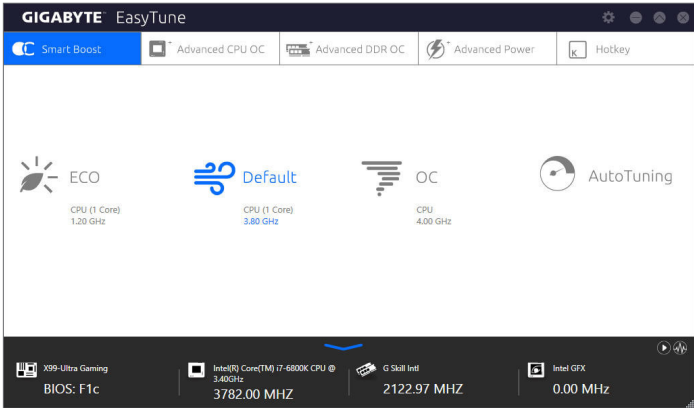 GIGABYTE™ EasyTune
Smart Boost
Advanced CPU OC
Advanced DDR OC
Advanced Power
K
Hotkey
ECO
CPU (1 Core)
1.20 GHz
Default
CPU (1 Core)
3.80 GHz
OC
CPU
4.00 GHz
AutoTuning
X99-Ultra Gaming
BIOS: F1c
Intel(R) Core(TM) i7-6800K CPU @
3.40GHz
3782.00 MHZ
G Skill Intl
2122.97 MHZ
Intel GFX
0.00 MHz